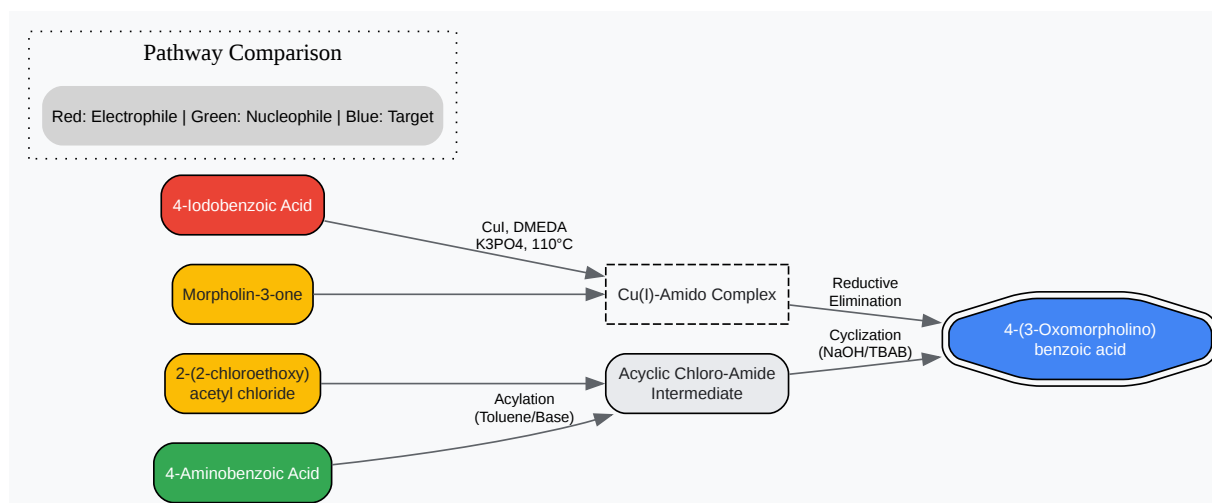 Pathway Comparison
Red: Electrophile | Green: Nucleophile | Blue: Target
4-Iodobenzoic Acid
CuI, DMEDA
K3PO4, 110°C
Morpholin-3-one
Cu(I)-Amido Complex
Reductive
Elimination
4-(3-Oxomorpholino)
benzoic acid
Cyclization
(NaOH/TBAB)
2-(2-chloroethoxy)
acetyl chloride
Acyclic Chloro-Amide
Intermediate
Acylation
(Toluene/Base)
4-Aminobenzoic Acid